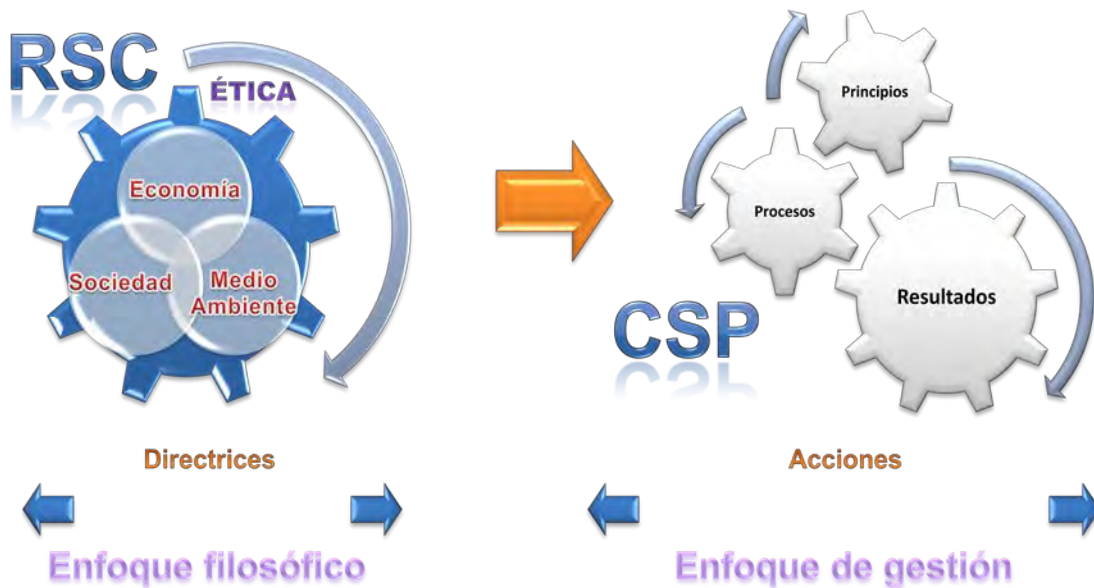 RSC
ÉTICA
Economía
Sociedad
Medio
Ambiente
Directrices
Enfoque filosófico
Principios
Procesos
Resultados
CSP
Acciones
Enfoque de gestión